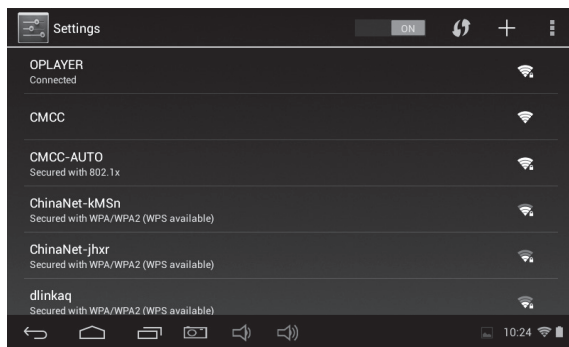 Settings
ON
OPLAYER
Connected
CMCC
CMCC-AUTO
Secured with 802.1x
ChinaNet-kMSn
Secured with WPA/WPA2 (WPS available)
ChinaNet-jhxr
Secured with WPA/WPA2 (WPS available)
dlinkaq
Secured with WPA/WPA2 (WPS available)
10:24